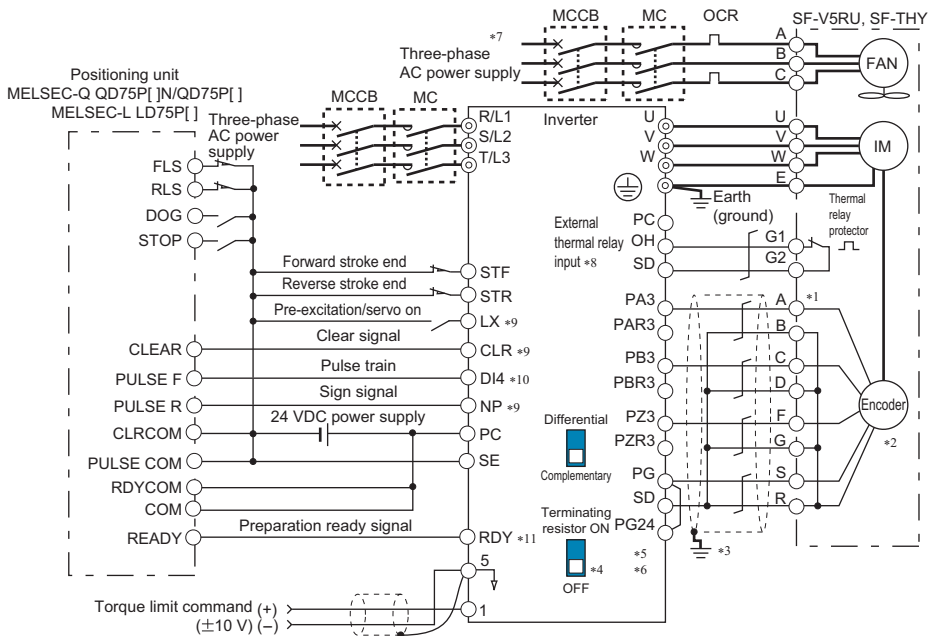 MCCB
MC
OCR
SF-V5RU, SF-THY
*7
Three-phase
AC power supply
A
B
C
FAN
Positioning unit
MELSEC-Q QD75P[ ]N/QD75P[ ]
MELSEC-L LD75P[ ]
Three-phase
AC power
supply
MCCB
MC
R/L1
S/L2
T/L3
Inverter
U
V
W
E
U
V
W
IM
Earth
(ground)
Thermal
relay
protector
FLS
RLS
DOG
STOP
External
thermal relay
input *8
PC
OH
SD
G1
G2
Forward stroke end
STF
Reverse stroke end
STR
Pre-excitation/servo on
LX *9
CLEAR
Clear signal
CLR *9
PULSE F
Pulse train
DI4 *10
PULSE R
Sign signal
NP *9
CLRCOM
24 VDC power supply
PC
PULSE COM
SE
RDYCOM
COM
READY
Preparation ready signal
RDY *11
5
1
Torque limit command (+)
(±10 V) (−)
PA3
PAR3
PB3
PBR3
PZ3
PZR3
PG
SD
PG24
A
*1
B
C
D
F
G
S
R
Encoder
*2
*3
Differential
Complementary
Terminating
resistor ON
*4
OFF
*5
*6